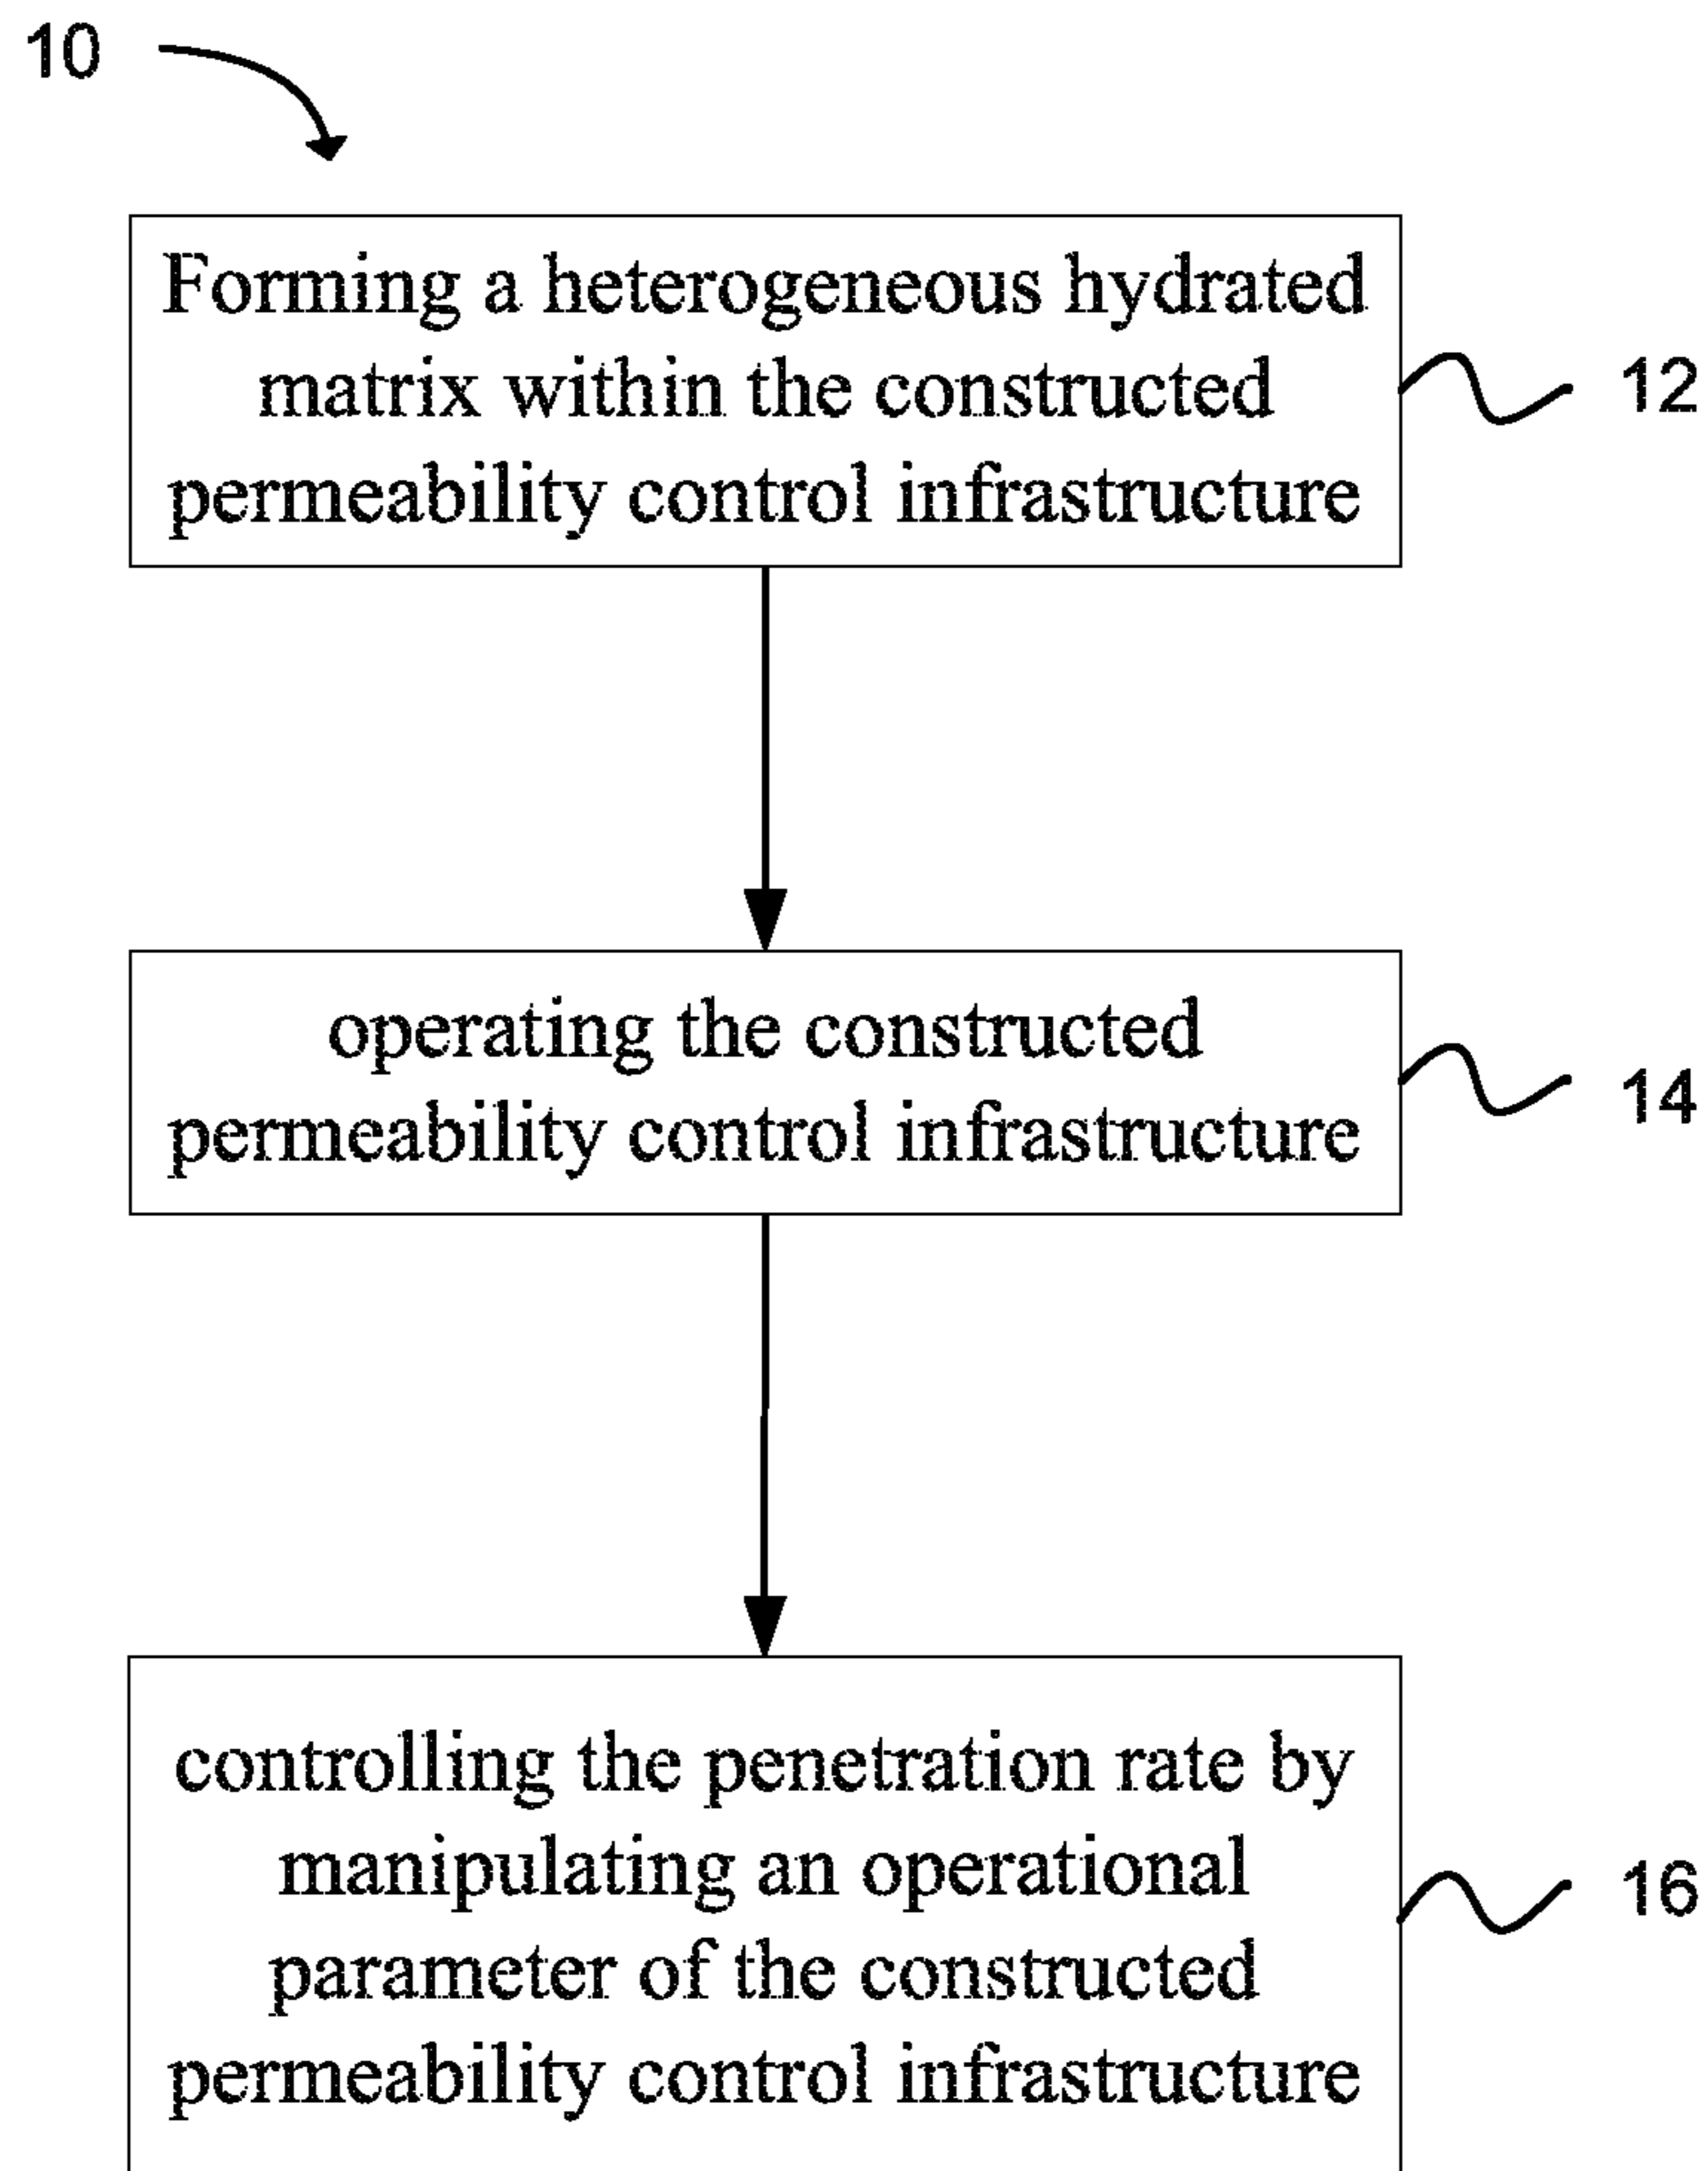 10
Forming a heterogeneous hydrated
matrix within the constructed
permeability control infrastructure
12
operating the constructed
permeability control infrastructure
14
controlling the penetration rate by
manipulating an operational
parameter of the constructed
permeability control infrastructure
16